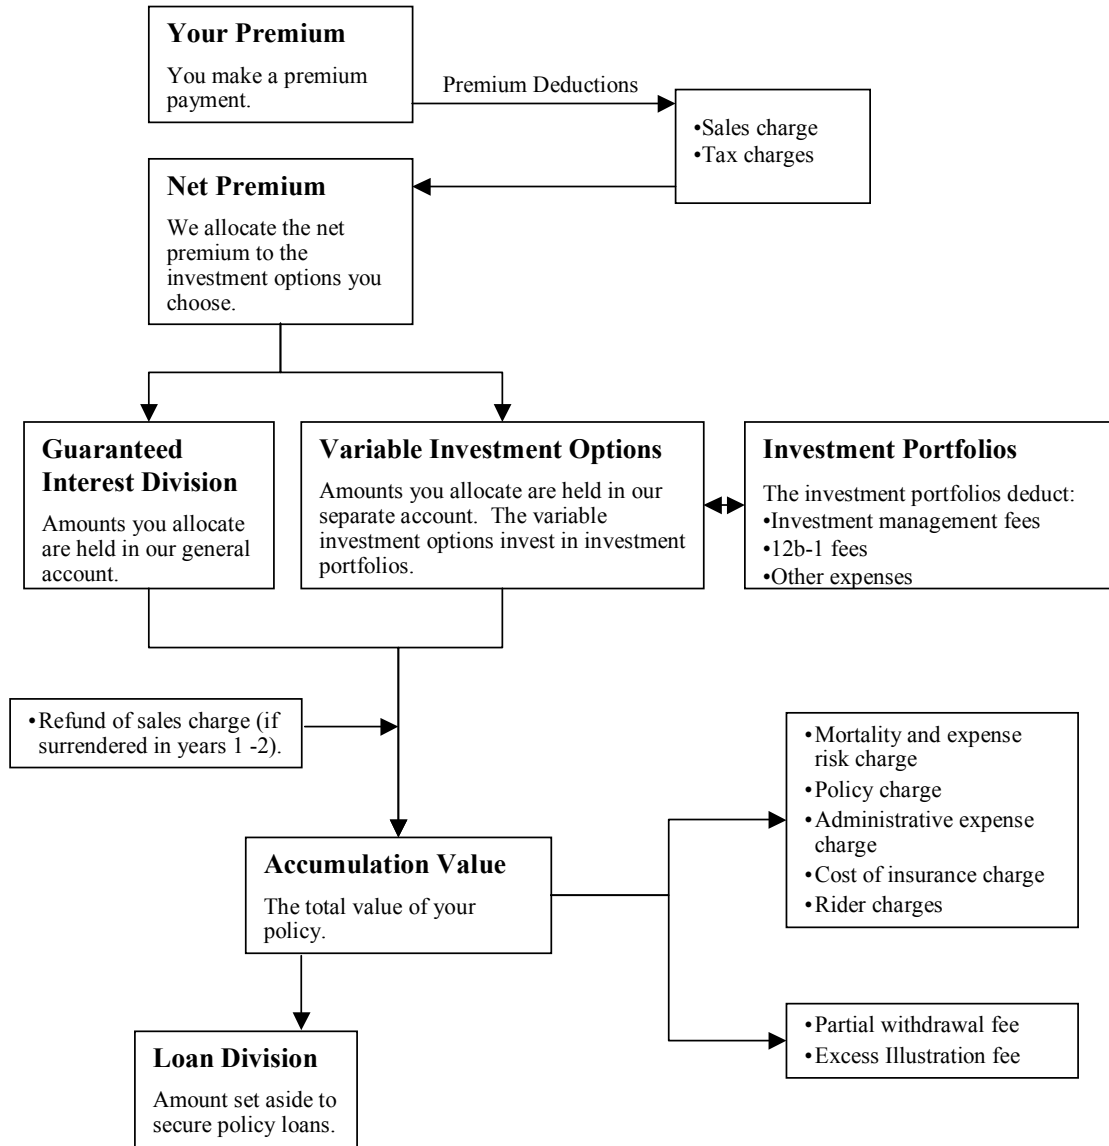 Your Premium
You make a premium
payment.
Premium Deductions
•Sales charge
•Tax charges
Net Premium
We allocate the net
premium to the
investment options you
choose.
Guaranteed
Interest Division
Amounts you allocate
are held in our general
account.
Variable Investment Options
Amounts you allocate are held in our
separate account.  The variable
investment options invest in investment
portfolios.
Investment Portfolios
The investment portfolios deduct:
•Investment management fees
•12b-1 fees
•Other expenses
•Refund of sales charge (if
surrendered in years 1 -2).
•Mortality and expense
risk charge
•Policy charge
•Administrative expense
charge
•Cost of insurance charge
•Rider charges
Accumulation Value
The total value of your
policy.
•Partial withdrawal fee
•Excess Illustration fee
Loan Division
Amount set aside to
secure policy loans.